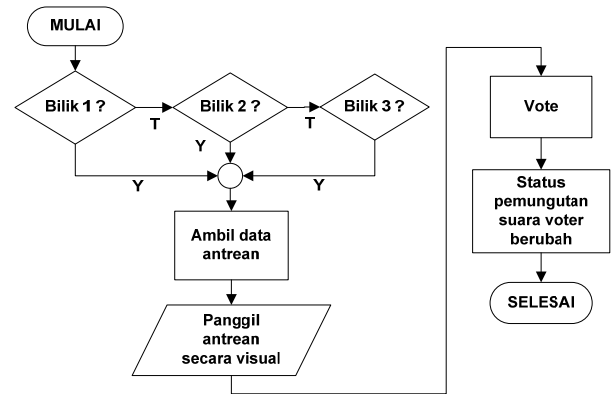 MULAI
Bilik 1 ?
T
Bilik 2 ?
T
Bilik 3 ?
Y
Y
Y
Ambil data
antrean
Panggil
antrean
secara visual
Vote
Status
pemungutan
suara voter
berubah
SELESAI